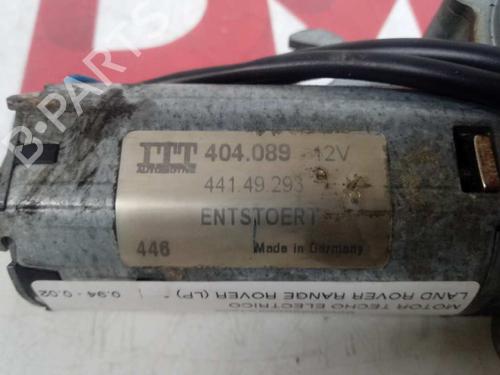 ITT 404.089 12V
AUTOMOTIVE
441.49.293
ENTSTOERT
446 Made in Germany
MOTOR TECHO ELECTRICO
LAND ROVER RANGE ROVER (LP)
0.94 - 0.02
B-PARTS